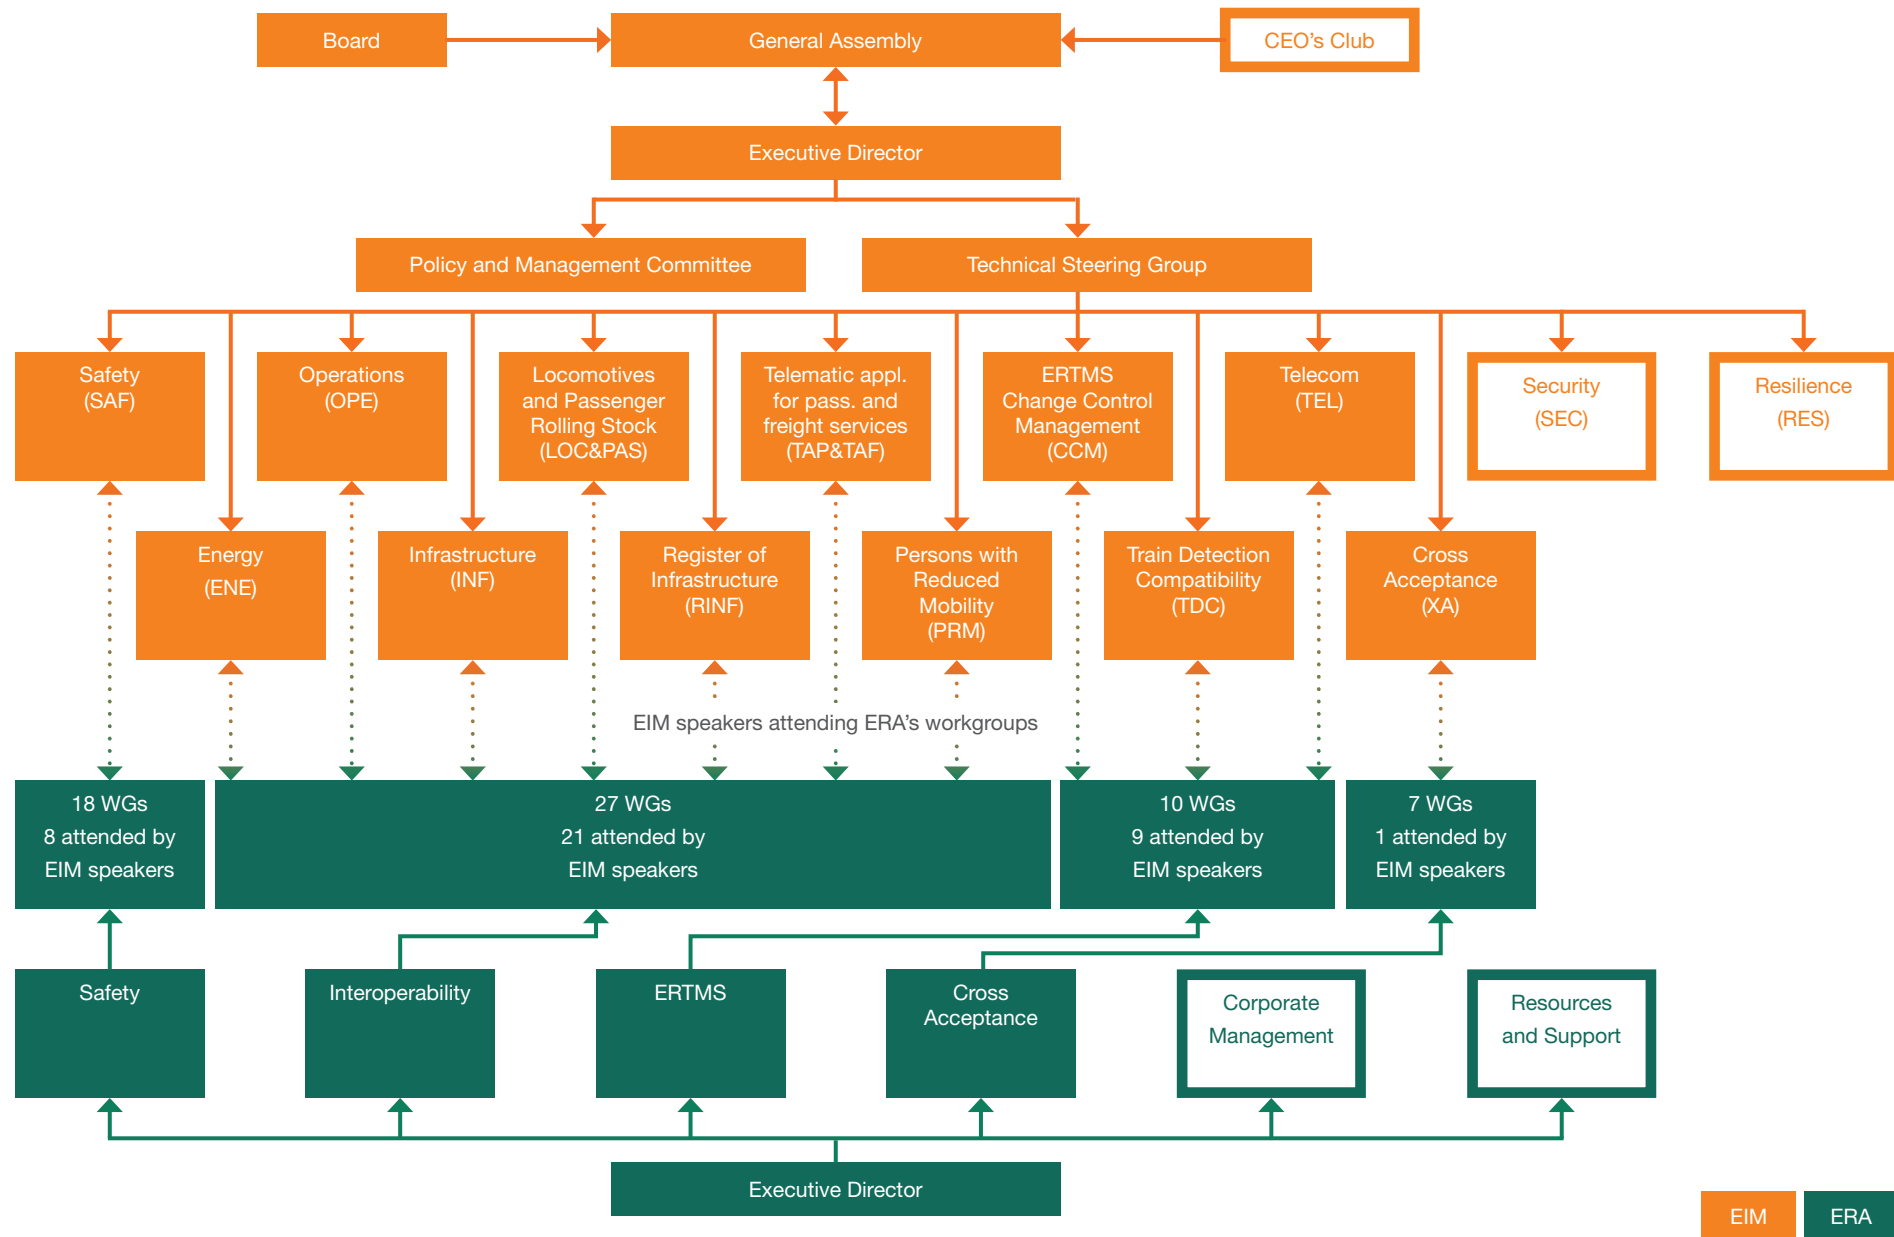 Board
General Assembly
CEO's Club
Executive Director
Policy and Management Committee
Technical Steering Group
Safety
(SAF)
Operations
(OPE)
Locomotives
and Passenger
Rolling Stock
(LOC&PAS)
Telematic appl.
for pass. and
freight services
(TAP&TAF)
ERTMS
Change Control
Management
(CCM)
Telecom
(TEL)
Security
(SEC)
Resilience
(RES)
Energy
(ENE)
Infrastructure
(INF)
Register of
Infrastructure
(RINF)
Persons with
Reduced
Mobility
(PRM)
Train Detection
Compatibility
(TDC)
Cross
Acceptance
(XA)
EIM speakers attending ERA's workgroups
18 WGs
8 attended by
EIM speakers
27 WGs
21 attended by
EIM speakers
10 WGs
9 attended by
EIM speakers
7 WGs
1 attended by
EIM speakers
Safety
Interoperability
ERTMS
Cross
Acceptance
Corporate
Management
Resources
and Support
Executive Director
EIM
ERA